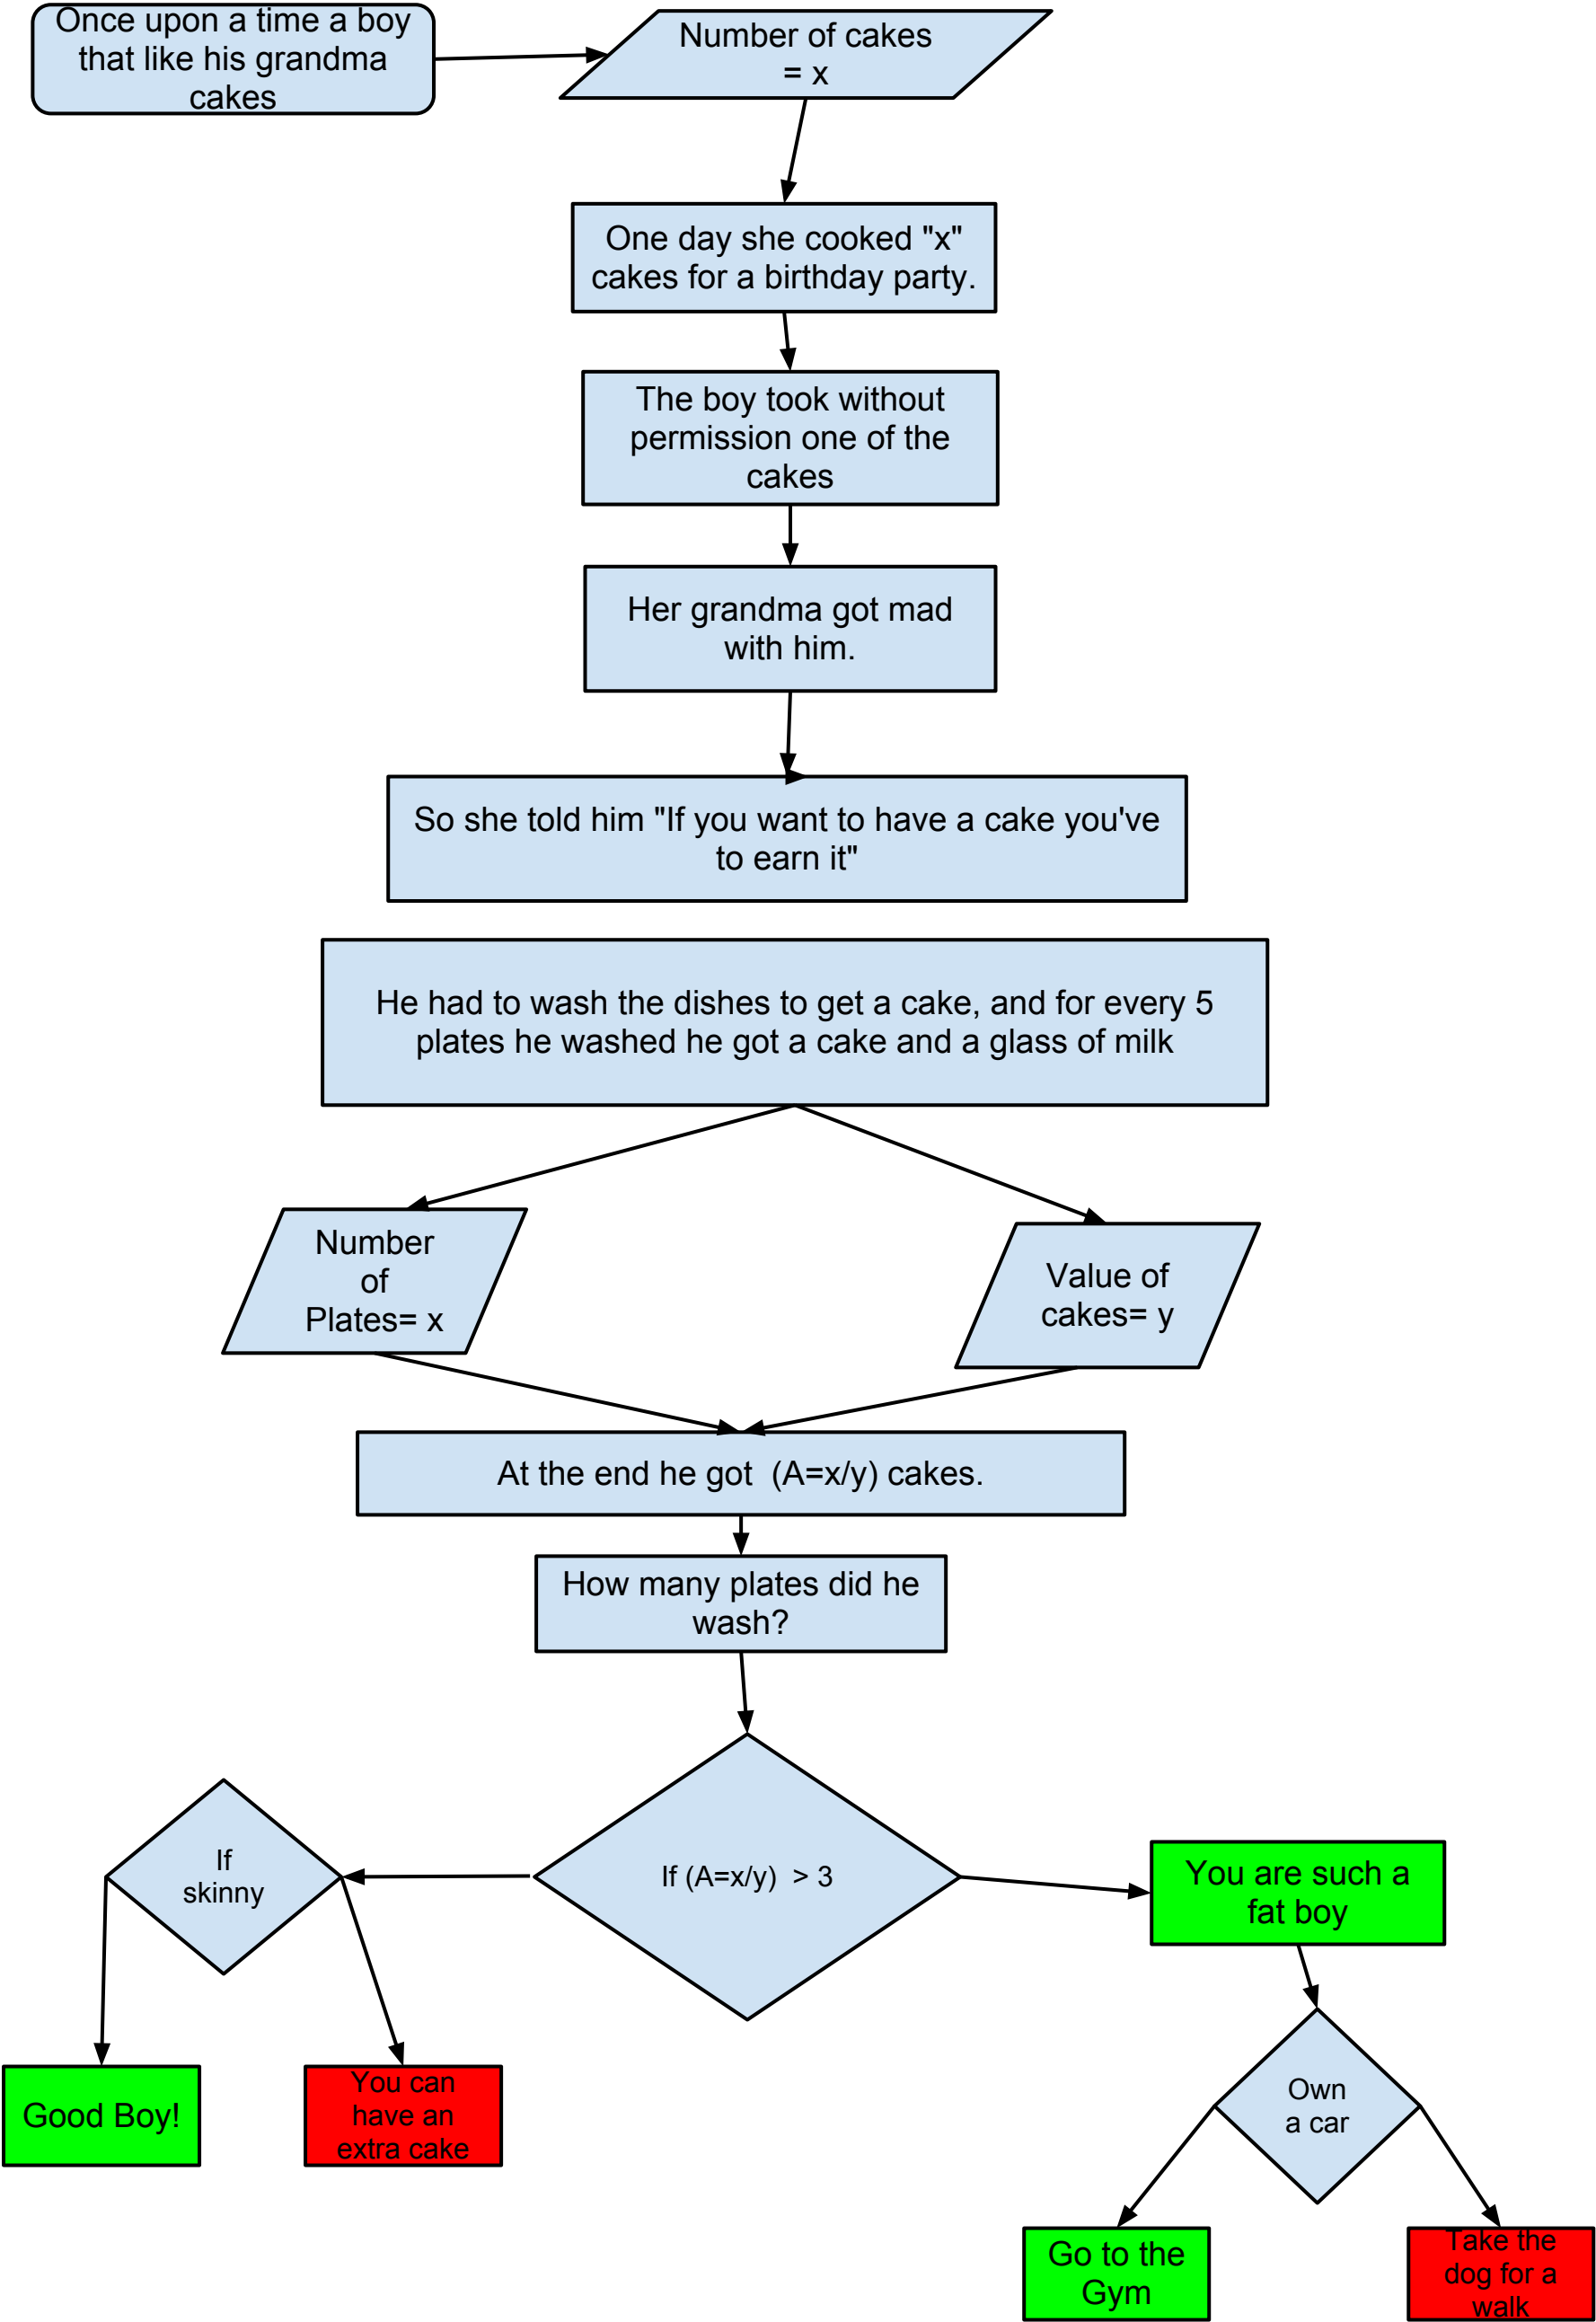 Once upon a time a boy
that like his grandma
cakes
Number of cakes
= x
One day she cooked "x"
cakes for a birthday party.
The boy took without
permission one of the
cakes
Her grandma got mad
with him.
So she told him "If you want to have a cake you've
to earn it"
He had to wash the dishes to get a cake, and for every 5
plates he washed he got a cake and a glass of milk
Number
of
Plates= x
Value of
cakes= y
At the end he got  (A=x/y) cakes.
How many plates did he
wash?
If (A=x/y)  > 3
If
skinny
You are such a
fat boy
Good Boy!
You can
have an
extra cake
Own
a car
Go to the
Gym
Take the
dog for a
walk